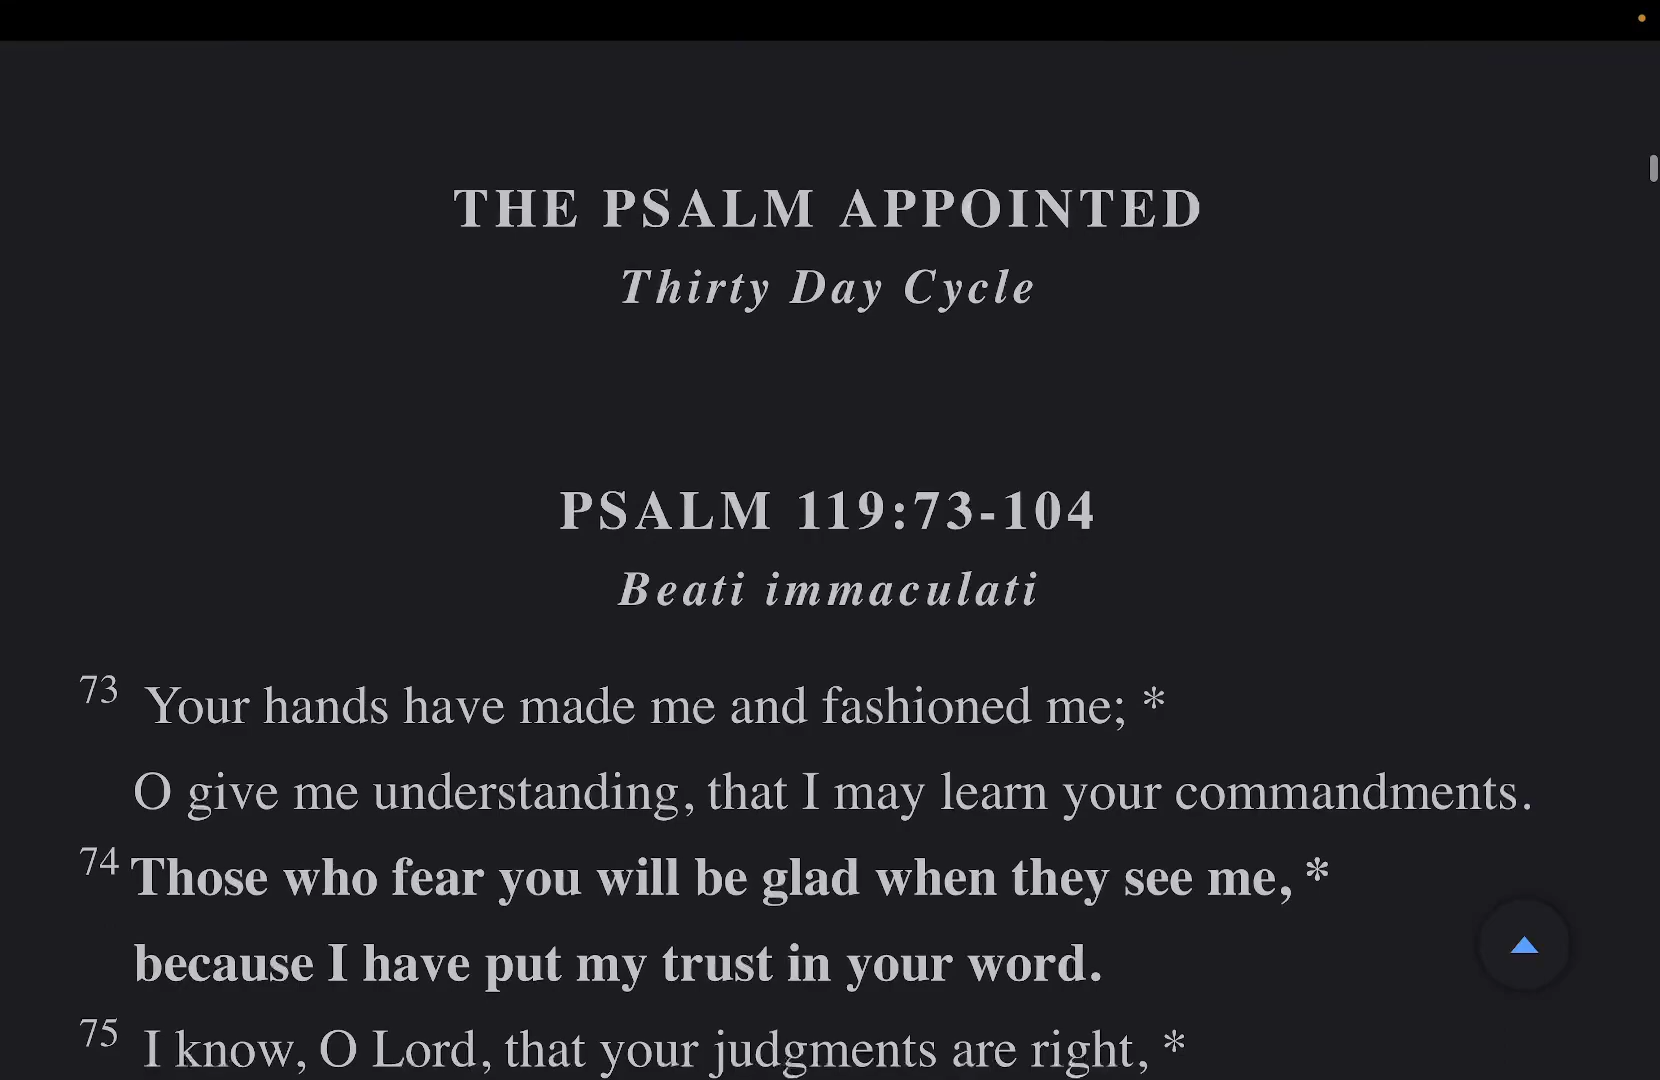 THE PSALM APPOINTED
Thirty Day Cycle
PSALM 119:73-104
Beati immaculati
73 Your hands have made me and fashioned me; *
O give me understanding, that I may learn your commandments.
74 Those who fear you will be glad when they see me, *
because I have put my trust in your word.
75 I know, O Lord, that your judgments are right, *